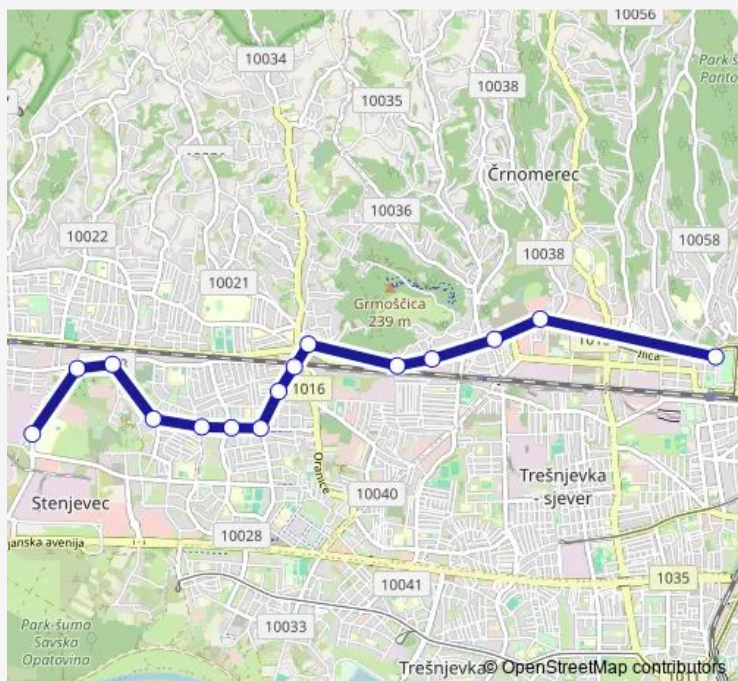 10056
10034
Park-š
Panto
10038
10035
Črnomerec
10036
10022
10058
10038
10021
Grmoščica
239 m
ilica
1016
Oranice
Trešnjevka
- sjever
10040
Stenjevec
10028
janska avenija
10041
1035
Park-šuma
Savska
Opatovina
10033
Trešnjevka
© OpenStreetMap contributors